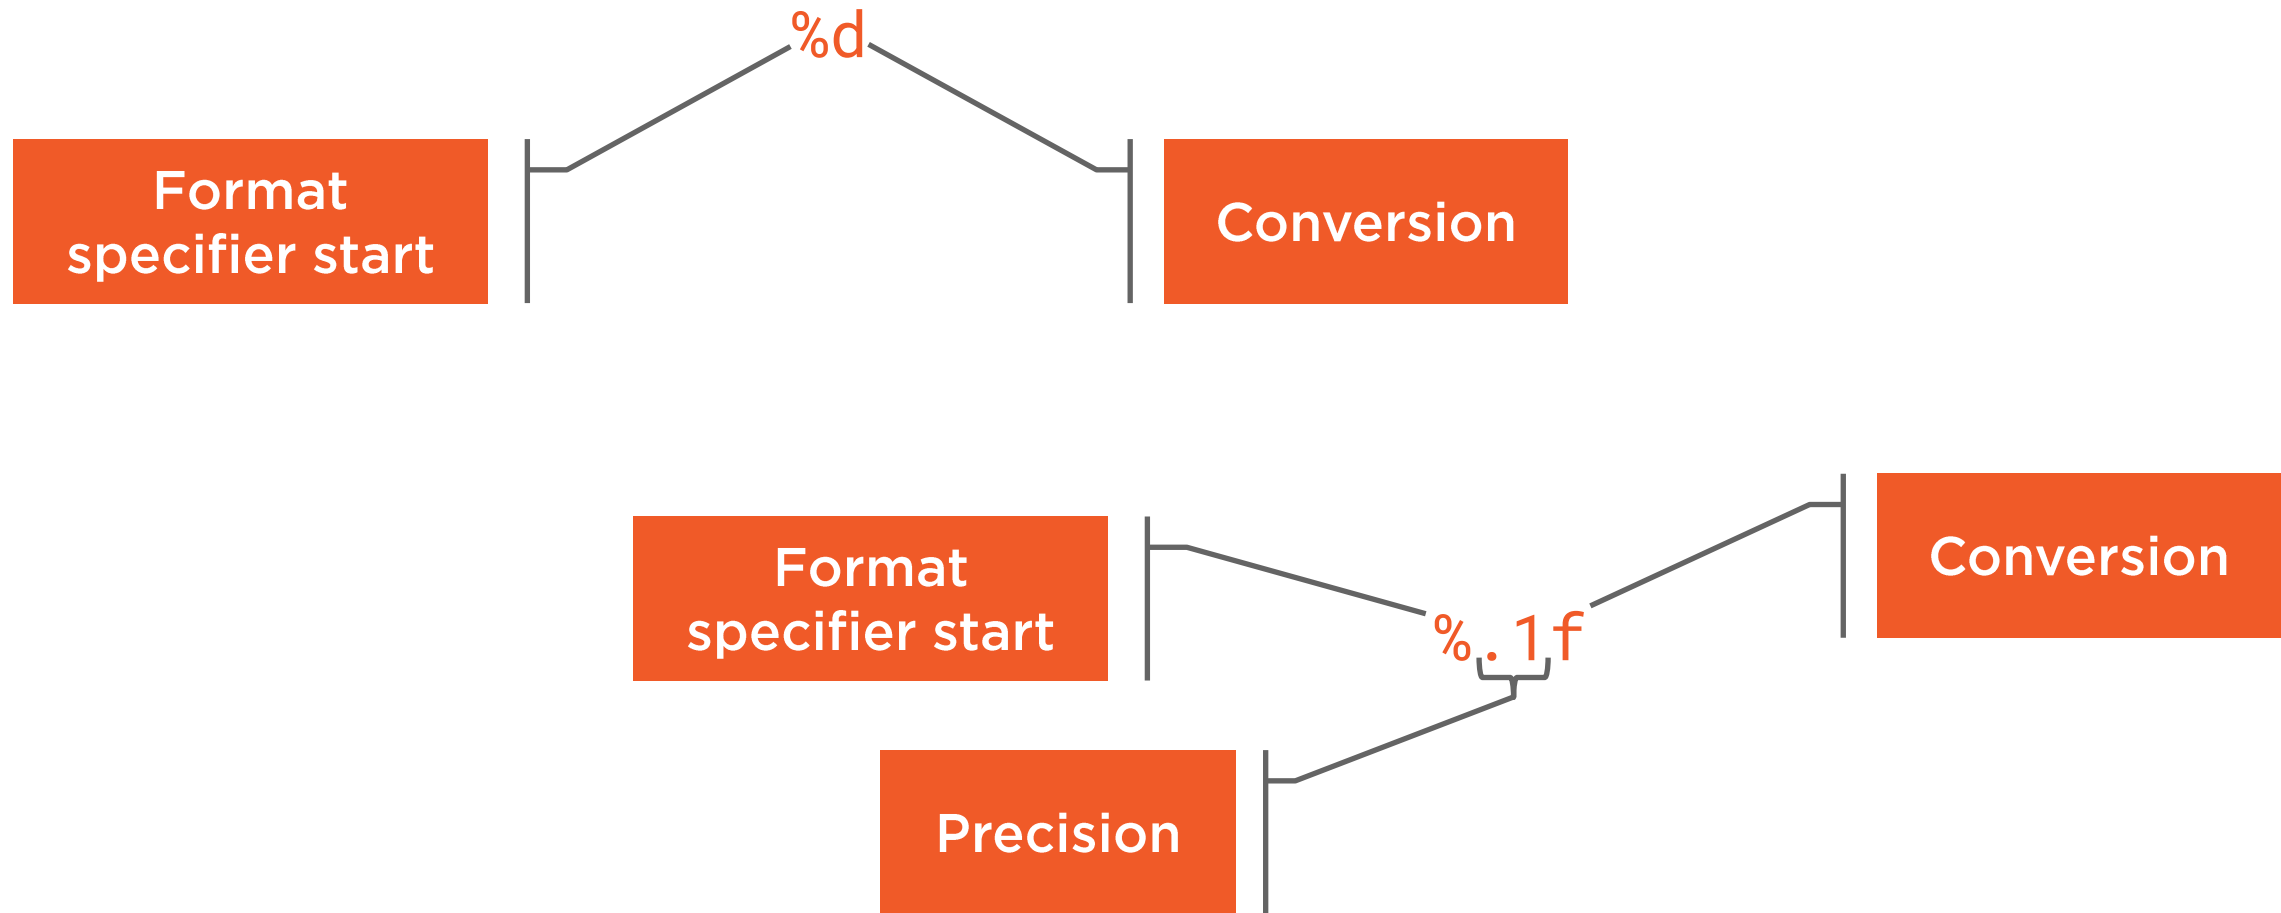 %d
Format
specifier start
Conversion
Conversion
Format
specifier start
%.1f
Precision